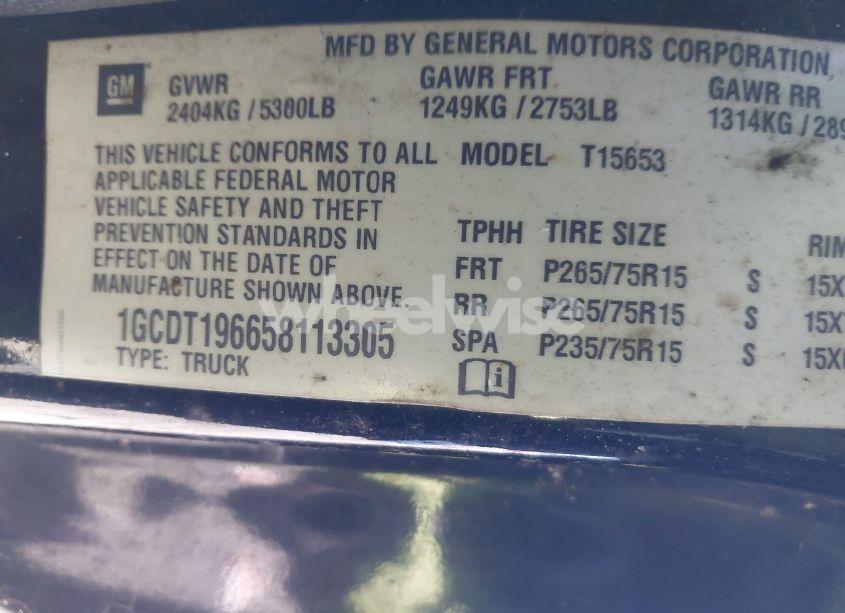 MFD BY GENERAL MOTORS CORPORATION
GM
GVWR
2404KG / 5300LB
GAWR FRT
1249KG / 2753LB
GAWR RR
1314KG / 289
THIS VEHICLE CONFORMS TO ALL
APPLICABLE FEDERAL MOTOR
VEHICLE SAFETY AND THEFT
PREVENTION STANDARDS IN
EFFECT ON THE DATE OF
MANUFACTURE SHOWN ABOVE.
1GCDT196658113305
TYPE: TRUCK
MODEL T15653
TPHH TIRE SIZE RIM
FRT P265/75R15 S 15X
RR P265/75R15 S 15X
SPA P235/75R15 S 15X
wheelwise